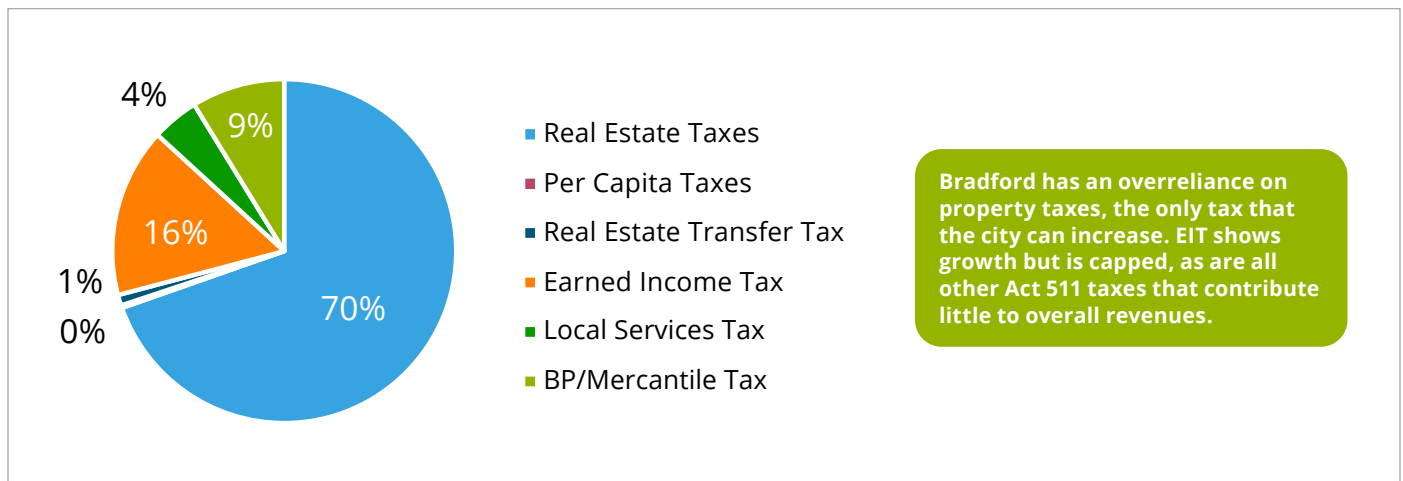 4%
9%
16%
1%
0%
70%
Real Estate Taxes
Per Capita Taxes
Real Estate Transfer Tax
Earned Income Tax
Local Services Tax
BP/Mercantile Tax
Bradford has an overreliance on
property taxes, the only tax that
the city can increase. EIT shows
growth but is capped, as are all
other Act 511 taxes that contribute
little to overall revenues.